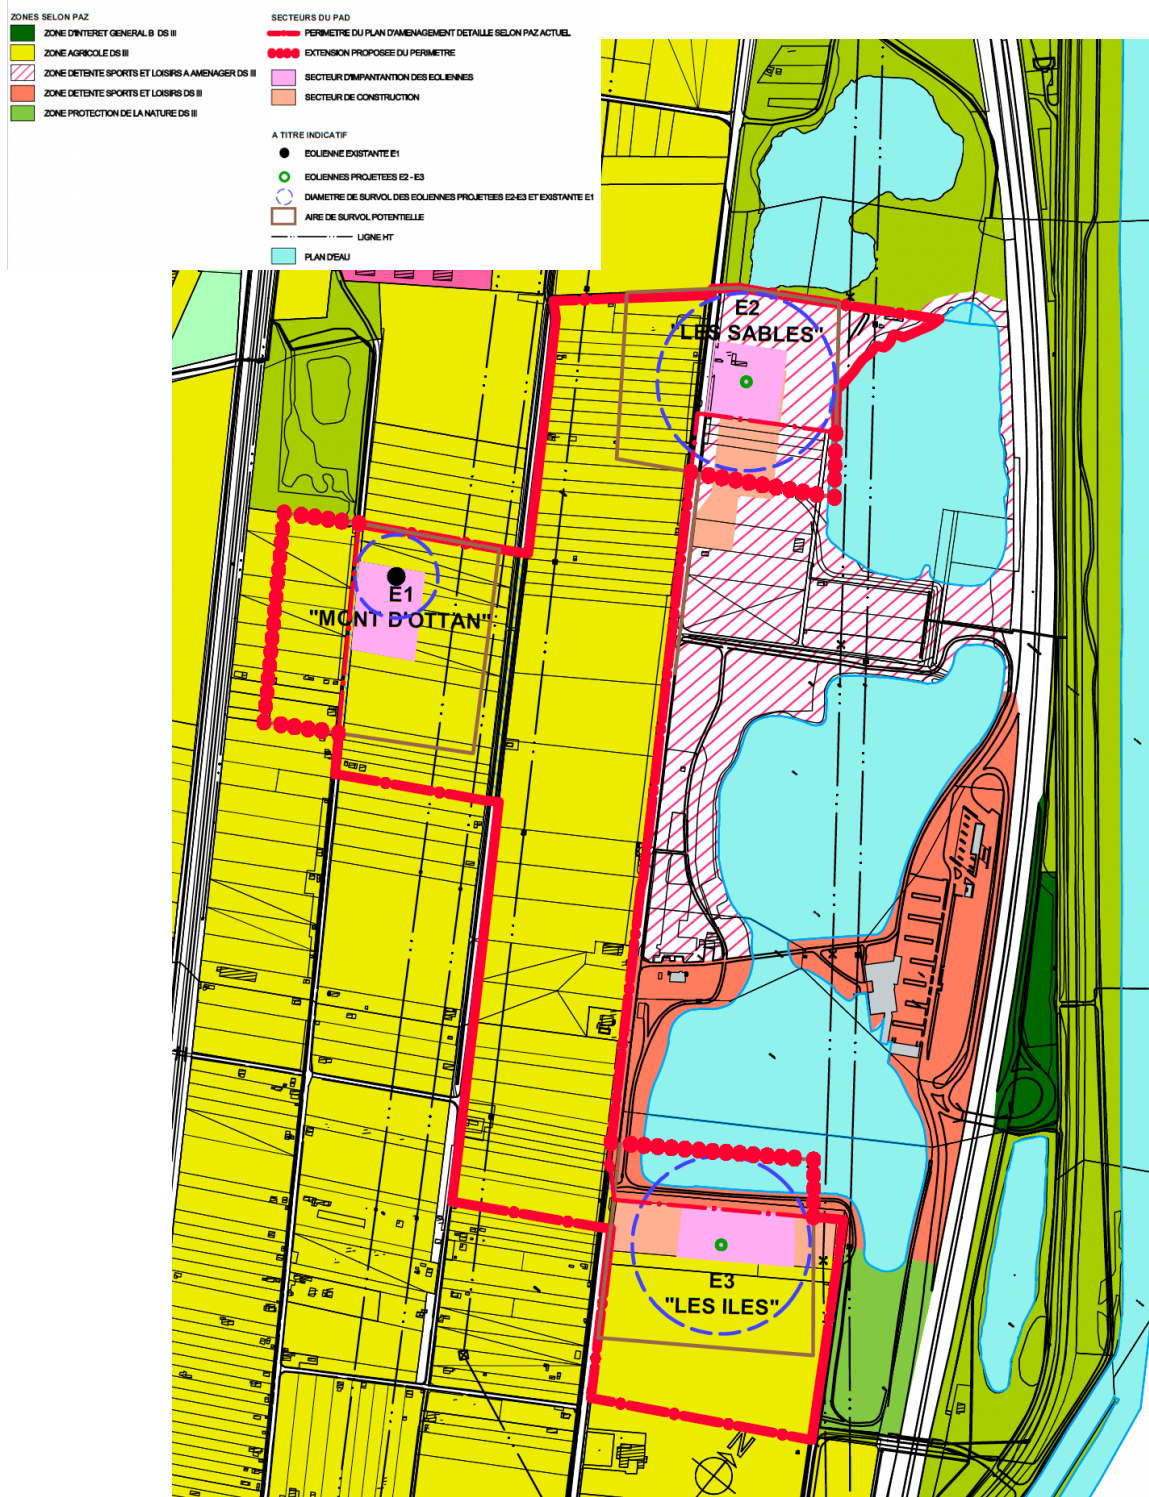 ZONES SELON PAZ
ZONE D'INTERET GENERAL B DS III
ZONE AGRICOLE DS III
ZONE DETENTE SPORTS ET LOISIRS A AMENAGER DS III
ZONE DETENTE SPORTS ET LOISIRS DS III
ZONE PROTECTION DE LA NATURE DS III
SECTEURS DU PAD
PERIMETRE DU PLAN D'AMENAGEMENT DETAILLE SELON PAZ ACTUEL
EXTENSION PROPOSEE DU PERIMETRE
SECTEUR D'IMPANTANTION DES EOLIENNES
SECTEUR DE CONSTRUCTION
A TITRE INDICATIF
EOLIENNE EXISTANTE E1
EOLIENNES PROJETEES E2 - E3
DIAMETRE DE SURVOL DES EOLIENNES PROJETEES E2-E3 ET EXISTANTE E1
AIRE DE SURVOL POTENTIELLE
LIGNE HT
PLAN D'EAU
E2
"LES SABLES"
E1
"MONT D'OTTAN"
E3
"LES ILES"
N